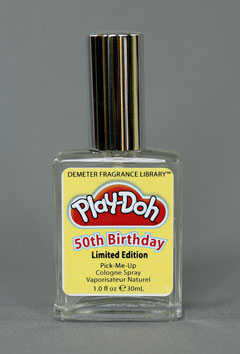 DEMETER FRAGRANCE LIBRARY™
Play-Doh
50th Birthday
Limited Edition
Pick-Me-Up
Cologne Spray
Vaporisateur Naturel
1.0 fl oz ℮ 30mL